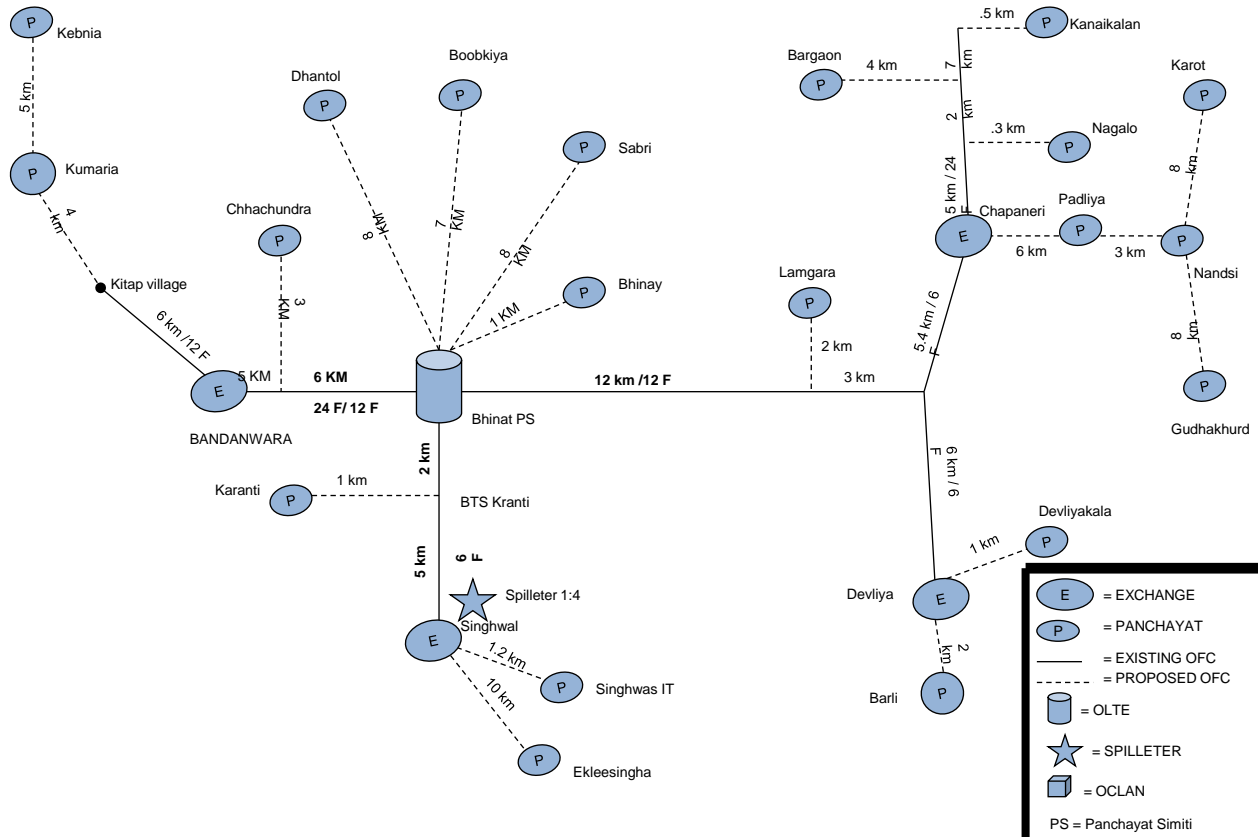 P
Kebnia
5 km
P
Kumaria
4
km
Kitap village
6 km /12 F
Chhachundra
P
3
KM
E
5 KM
6 KM
24 F/ 12 F
BANDANWARA
Dhantol
P
8
KM
Boobkiya
P
7
KM
P
Sabri
8
KM
P
Bhinay
1 KM
Bhinat PS
12 km /12 F
Lamgara
P
2 km
3 km
2 km
Karanti
P
1 km
BTS Kranti
5 km
6
F
Spilleter 1:4
Singhwal
E
1.2 km
P
Singhwas IT
10 km
P
Ekleesingha
.5 km
P
Kanaikalan
7
km
Bargaon
P
4 km
2
km
.3 km
P
Nagalo
5 km / 24
F
Chapaneri
E
6 km
Padliya
P
3 km
P
Nandsi
Karot
P
8
km
8
km
P
Gudhakhurd
5.4 km / 6
F
6 km / 6
F
Devliya
E
1 km
Devliyakala
P
2
km
Barli
P
E
= EXCHANGE
P
= PANCHAYAT
= EXISTING OFC
= PROPOSED OFC
= OLTE
= SPILLETER
= OCLAN
PS = Panchayat Simiti